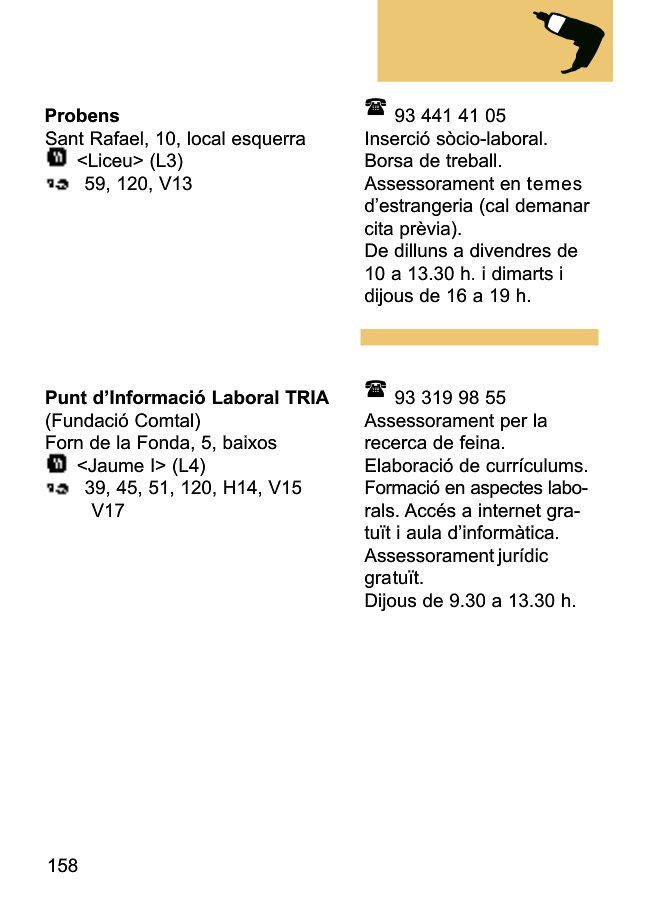 Probens
Sant Rafael, 10, local esquerra
<Liceu> (L3)
59, 120, V13
93 441 41 05
Inserció sòcio-laboral.
Borsa de treball.
Assessorament en temes
d’estrangeria (cal demanar
cita prèvia).
De dilluns a divendres de
10 a 13.30 h. i dimarts i
dijous de 16 a 19 h.
Punt d’Informació Laboral TRIA
(Fundació Comtal)
Forn de la Fonda, 5, baixos
<Jaume I> (L4)
39, 45, 51, 120, H14, V15
V17
93 319 98 55
Assessorament per la
recerca de feina.
Elaboració de currículums.
Formació en aspectes labo-
rals. Accés a internet gra-
tuït i aula d’informàtica.
Assessorament jurídic
gratuït.
Dijous de 9.30 a 13.30 h.
158